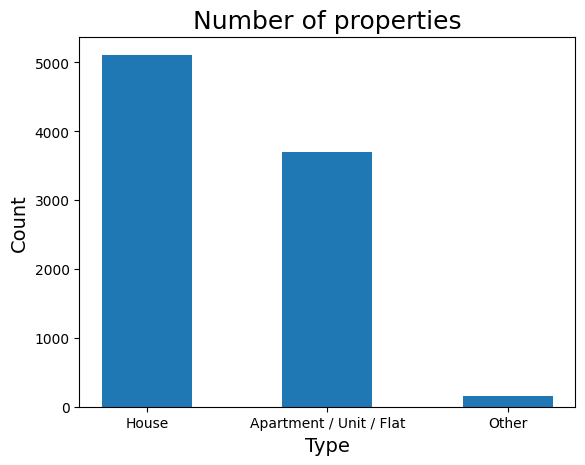 Number of properties
Count
5000
4000
3000
2000
1000
0
House
Apartment / Unit / Flat
Other
Type